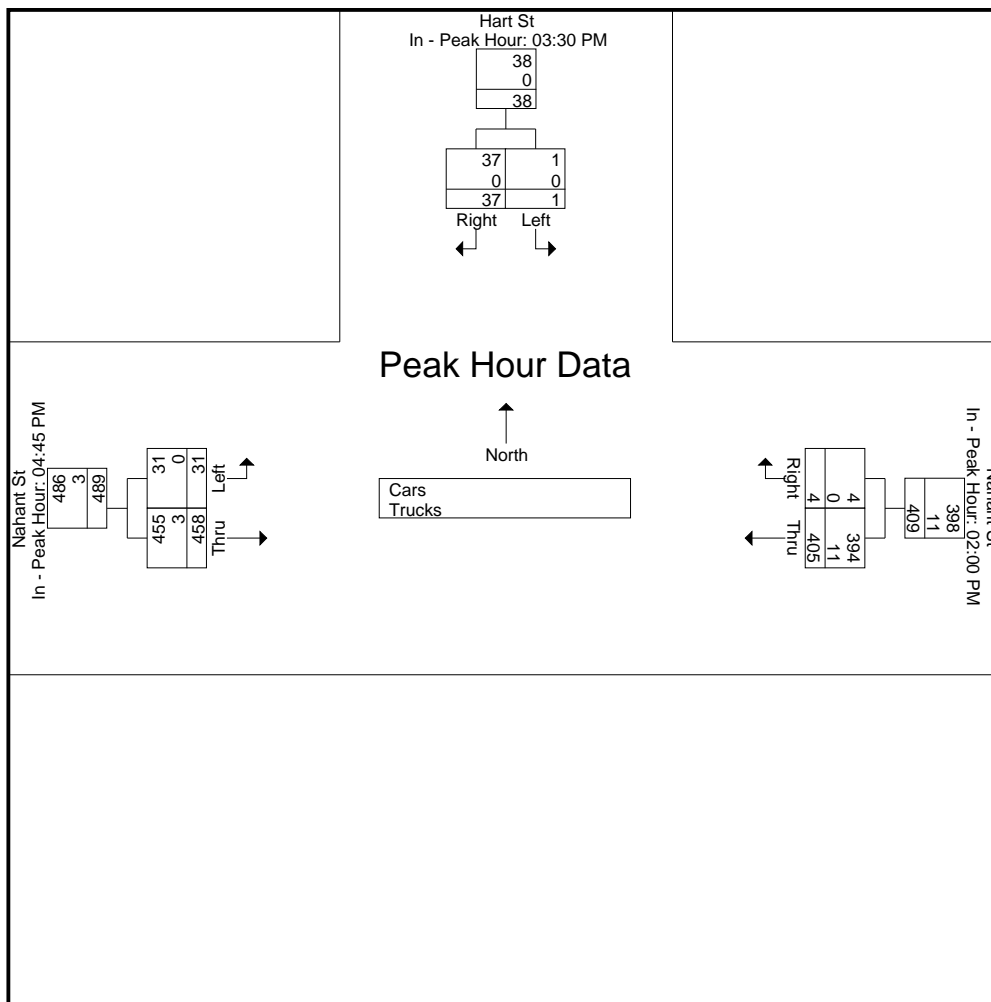 Hart St
In - Peak Hour: 03:30 PM
38
0
38
37 1
0 0
37 1
Right Left
Peak Hour Data
North
Cars
Trucks
Nahant St
In - Peak Hour: 04:45 PM
486
3
489
31 0 31
Left
455 3 458
Thru
Nahant St
In - Peak Hour: 02:00 PM
398
11
409
4 0 4
Right
394 11 405
Thru